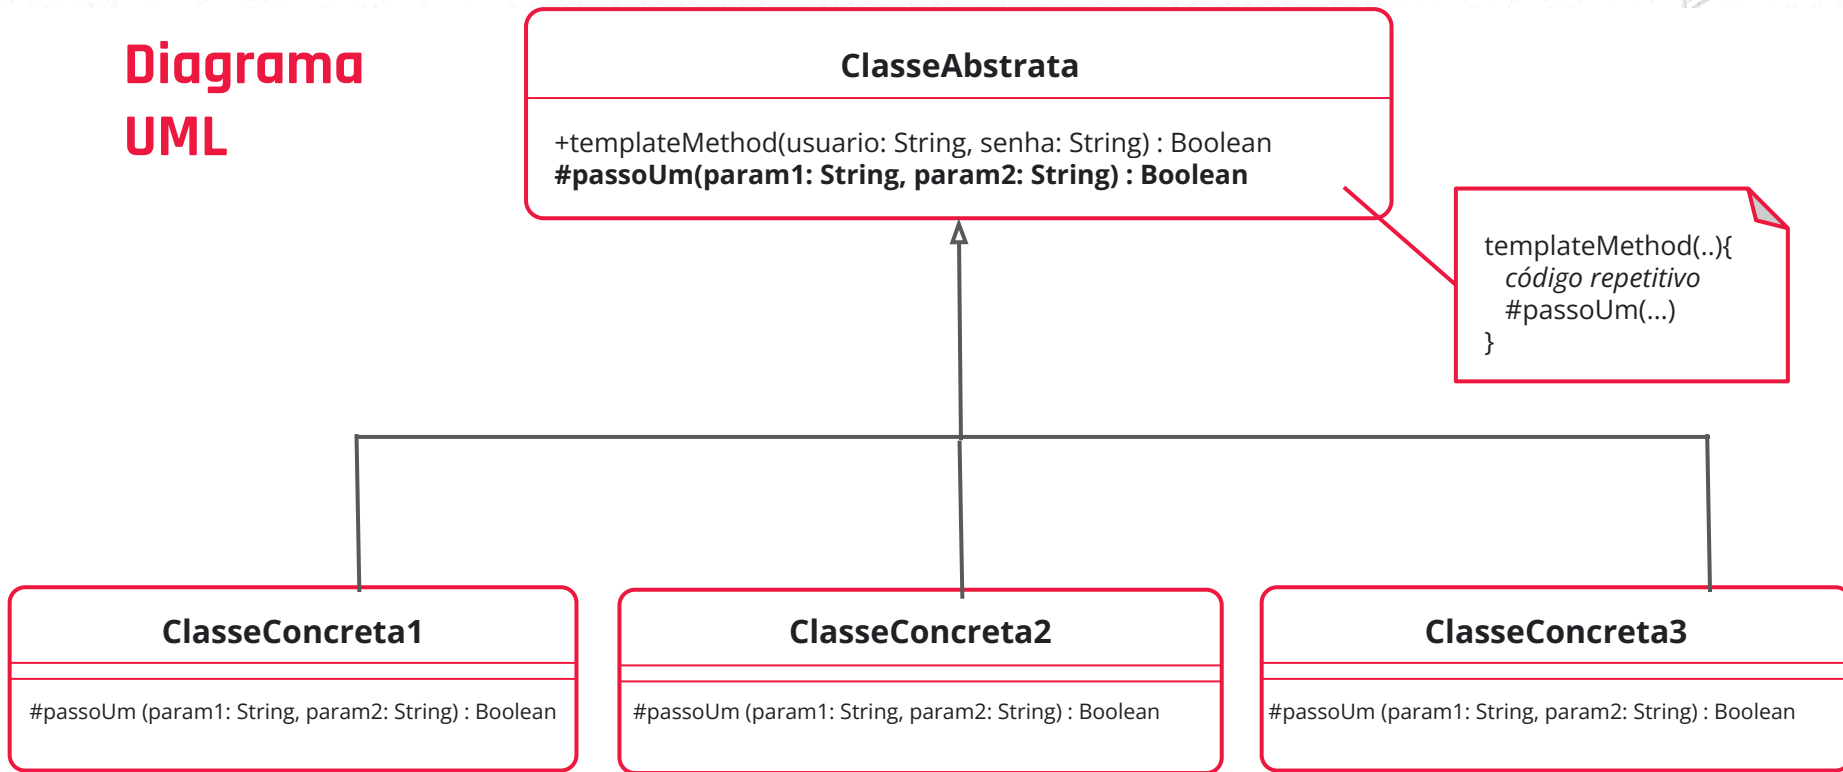 Diagrama
UML
ClasseAbstrata
+templateMethod(usuario: String, senha: String) : Boolean
#passoUm(param1: String, param2: String) : Boolean
templateMethod(..){
código repetitivo
#passoUm(...)
}
ClasseConcreta1
#passoUm (param1: String, param2: String) : Boolean
ClasseConcreta2
#passoUm (param1: String, param2: String) : Boolean
ClasseConcreta3
#passoUm (param1: String, param2: String) : Boolean